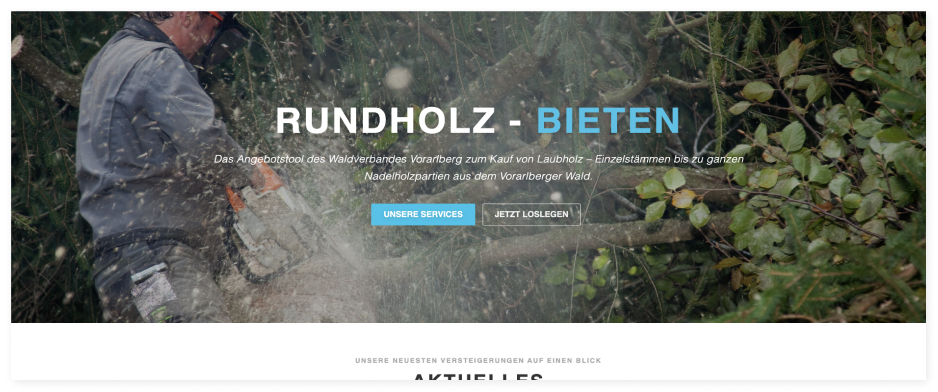 RUNDHOLZ - BIETEN
Das Angebotstool des Waldverbandes Vorarlberg zum Kauf von Laubholz – Einzelstämmen bis zu ganzen
Nadelholzpartien aus dem Vorarlberger Wald.
UNSERE SERVICES JETZT LOSLEGEN
UNSERE NEUESTEN VERSTEIGERUNGEN AUF EINEN BLICK
AKTUELLES